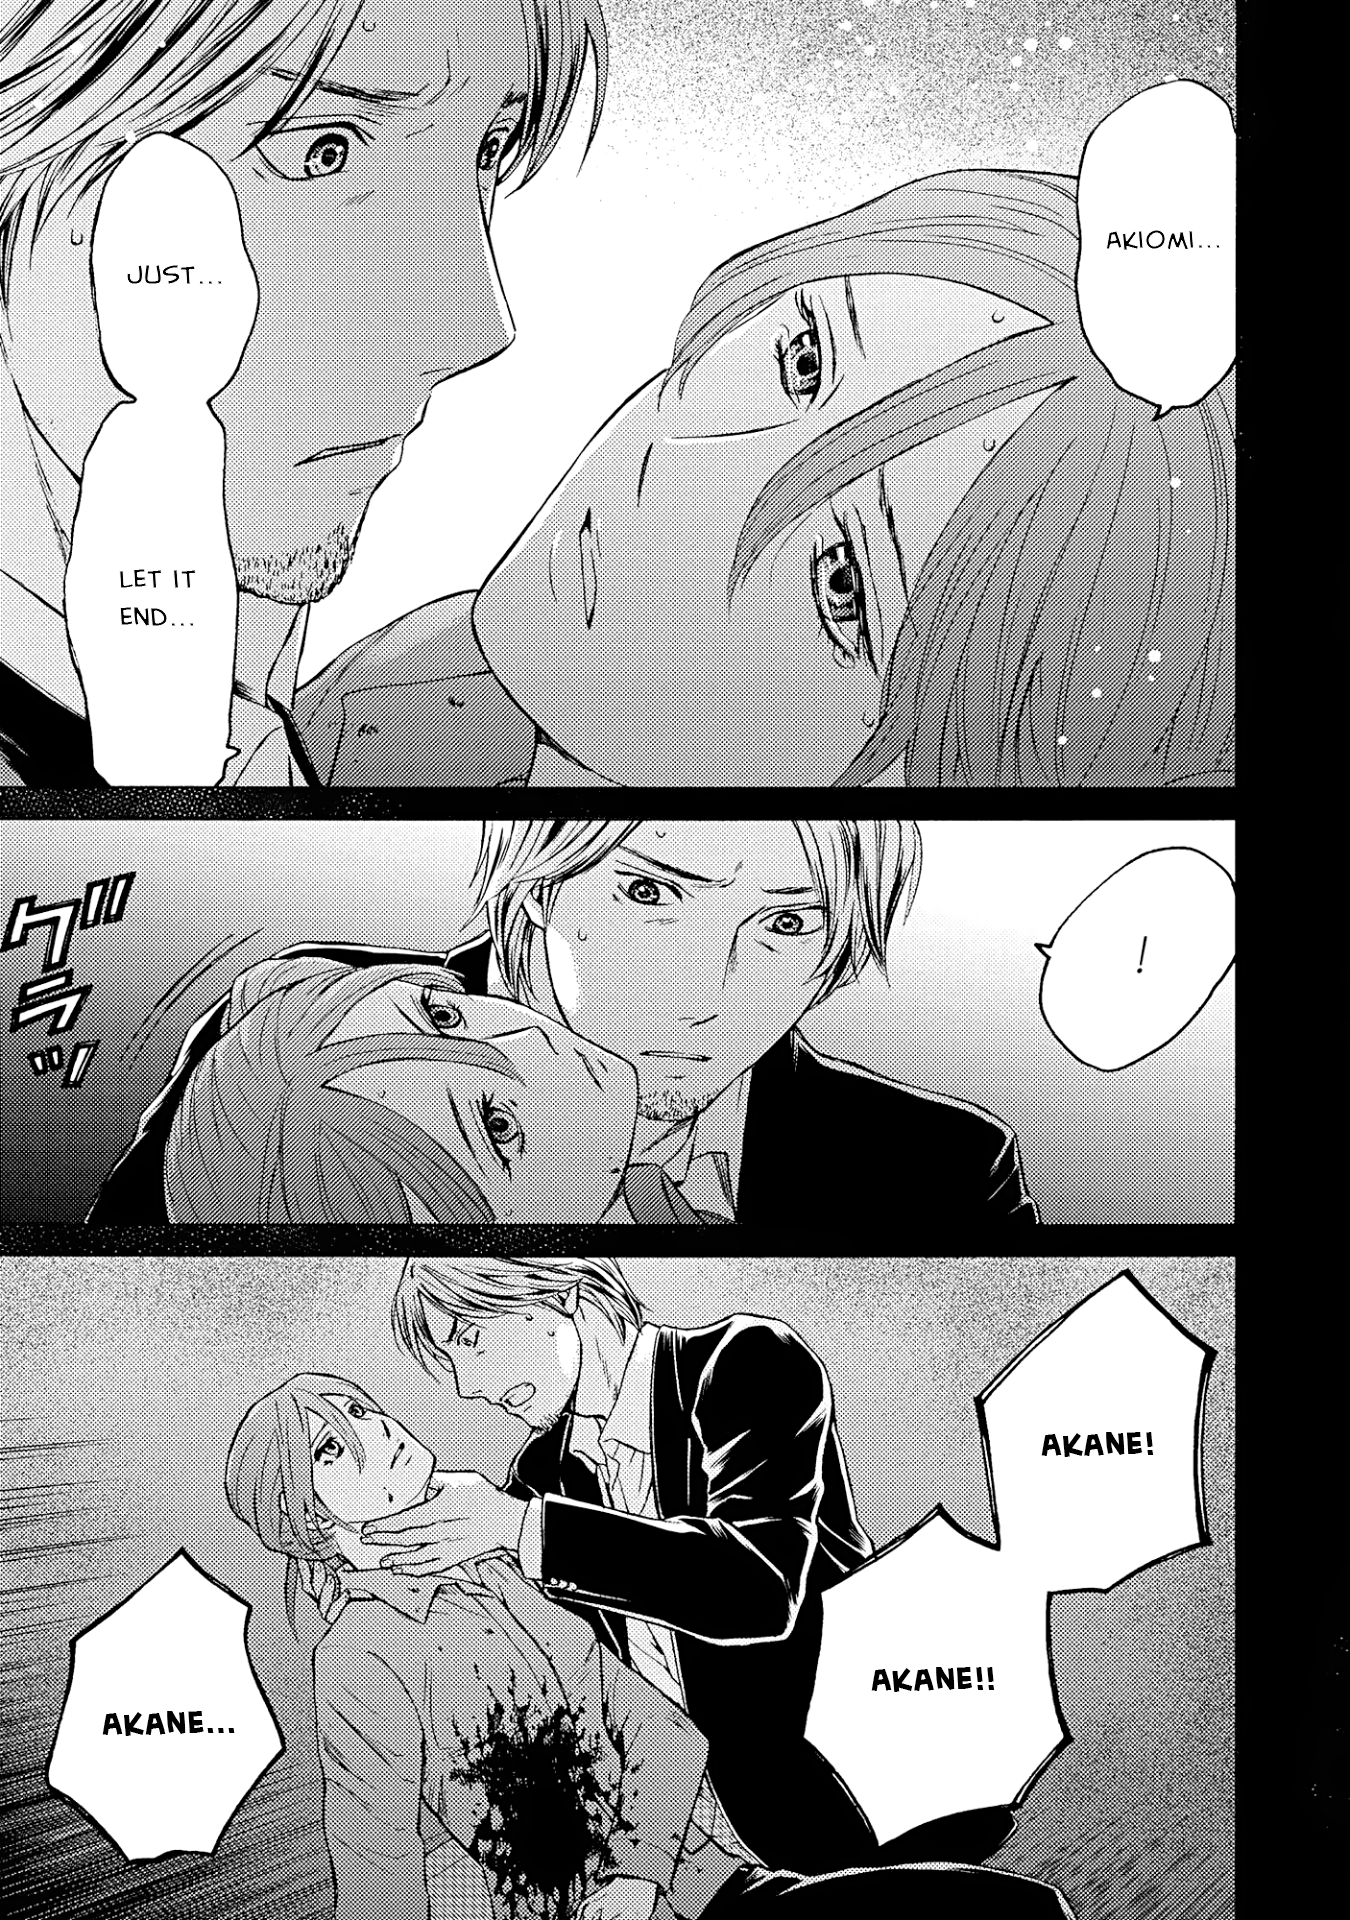 AKIOMI...
JUST...
LET IT
END...
!
グラッ
AKANE!
AKANE!!
AKANE...